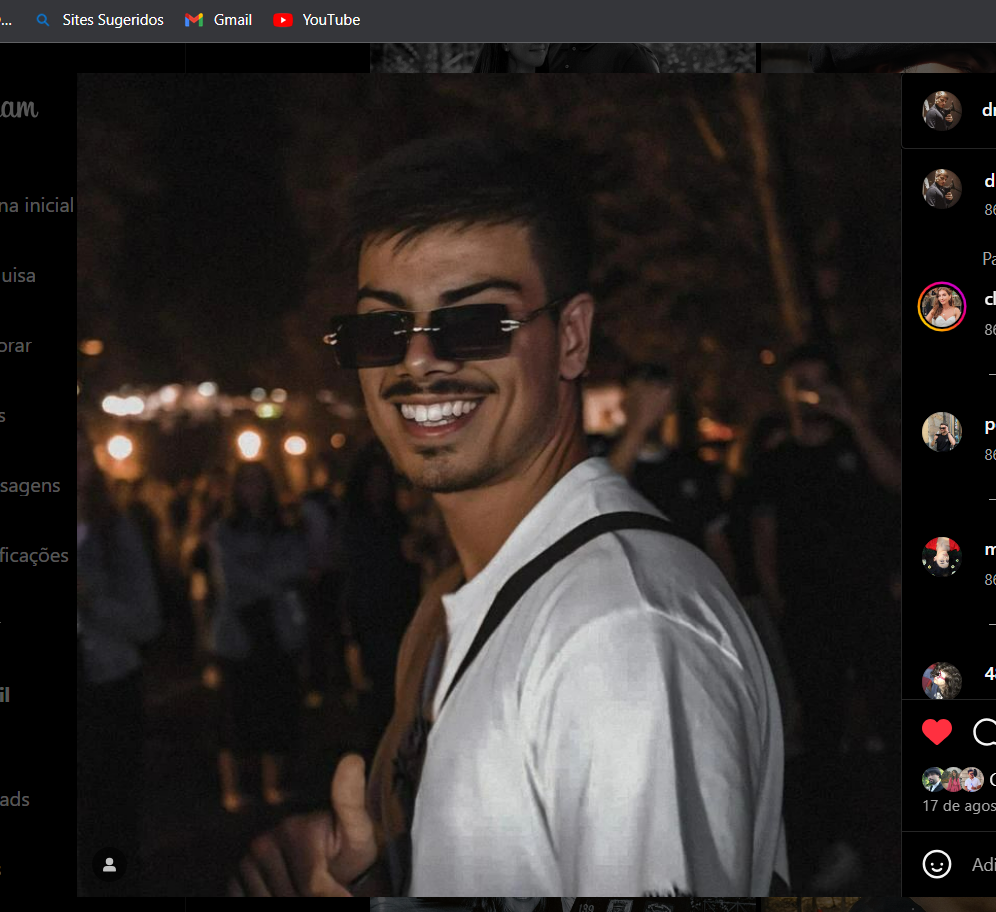 Sites Sugeridos
Gmail
YouTube
am
na inicial
uisa
orar
s
sagens
ficações
il
ads
d
d
86
Pa
cl
86
p
86
m
86
4
17 de agos
Adi